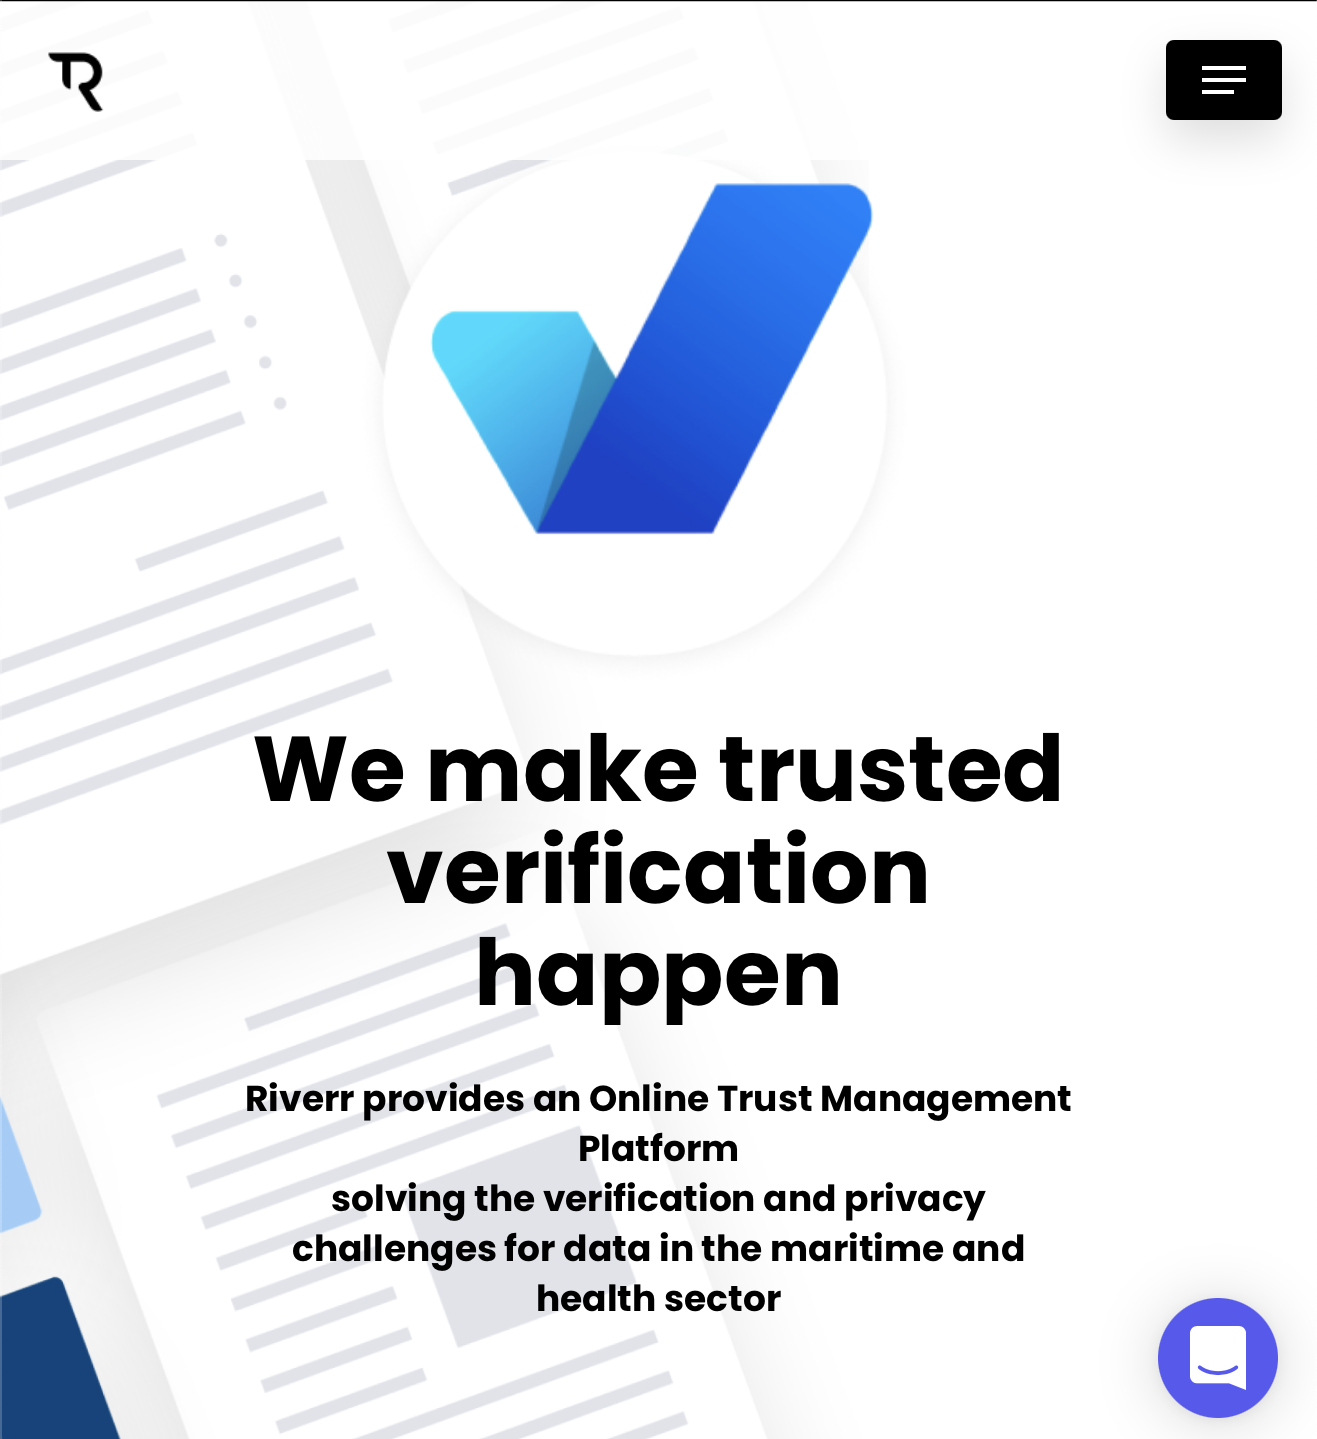 We make trusted
verification
happen
Riverr provides an Online Trust Management
Platform
solving the verification and privacy
challenges for data in the maritime and
health sector